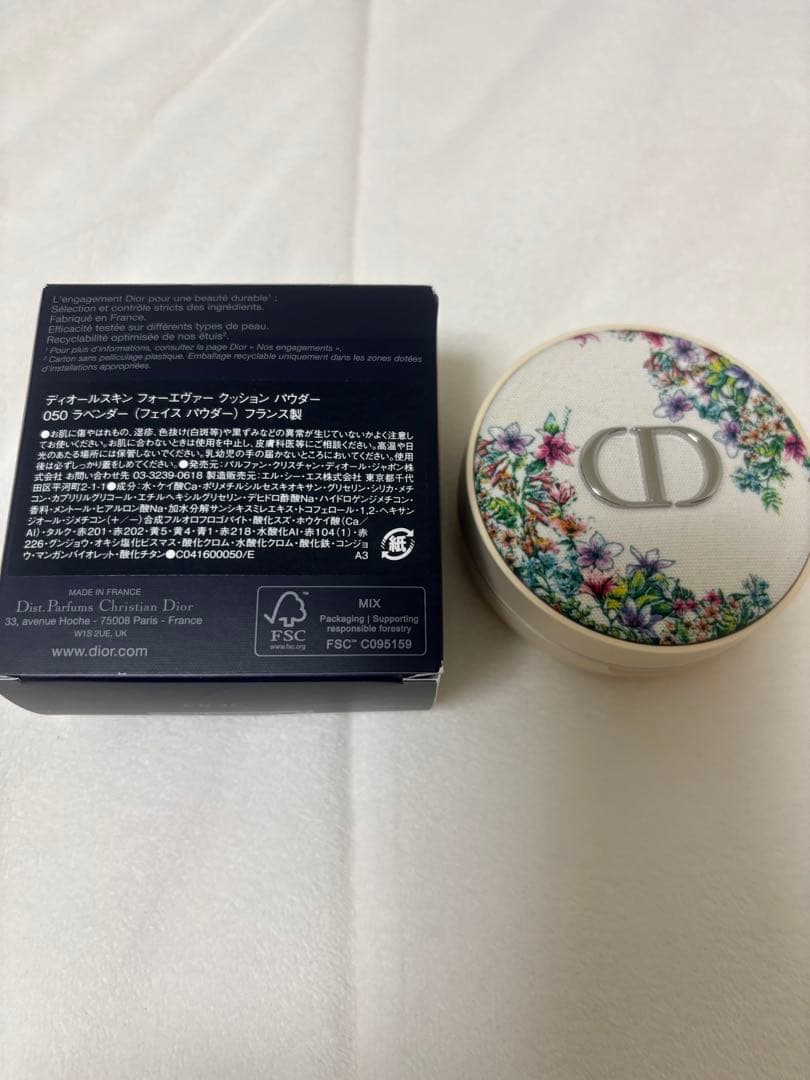 L'engagement Dior pour une beauté durable¹ :
Sélection et contrôle stricts des ingrédients.
Fabriqué en France.
Efficacité testée sur différents types de peau.
Recyclabilité optimisée de nos étuis².
¹ Pour plus d'informations, consultez la page Dior « Nos engagements ».
² Carton sans pelliculage plastique. Emballage recyclable uniquement dans les zones dotées
d'installations appropriées.
ディオールスキン フォーエヴァー クッション パウダー
050 ラベンダー (フェイス パウダー) フランス製
●お肌に傷やはれもの、湿疹、色抜け(白斑等)や黒ずみなどの異常が生じていないかよく注意し
てお使いください。お肌に合わないときは使用を中止し、皮膚科医等にご相談ください。高温や日
光のあたる場所には保管しないでください。乳幼児の手の届かないところにおいてください。使用
後は必ずしっかり蓋をしめてください。●発売元：パルファン・クリスチャン・ディオール・ジャポン株
式会社 お問い合わせ先 03-3239-0618 製造販売元：エル・シー・エス株式会社 東京都千代
田区平河町2-1-1●成分：水・ケイ酸Ca・ポリメチルシルセスキオキサン・グリセリン・シリカ・メチ
コン・カプリリルグリコール・エチルヘキシルグリセリン・デヒドロ酢酸Na・ハイドロゲンジメチコン・
香料・メントール・ヒアルロン酸Na・加水分解サンシキスミレエキス・トコフェロール・1,2-ヘキサン
ジオール・ジメチコン(＋/−)合成フルオロフロゴパイト・酸化スズ・ホウケイ酸(Ca/
Al)・タルク・赤201・赤202・黄5・黄4・青1・赤218・水酸化Al・赤104(1)・赤
226・グンジョウ・オキシ塩化ビスマス・酸化クロム・水酸化クロム・酸化鉄・コンジョ
ウ・マンガンバイオレット・酸化チタン●C041600050/E
紙
A3
MADE IN FRANCE
Dist. Parfums Christian Dior
33, avenue Hoche - 75008 Paris - France
W1S 2UE, UK
www.dior.com
FSC
www.fsc.org
MIX
Packaging | Supporting
responsible forestry
FSC™ C095159
CD